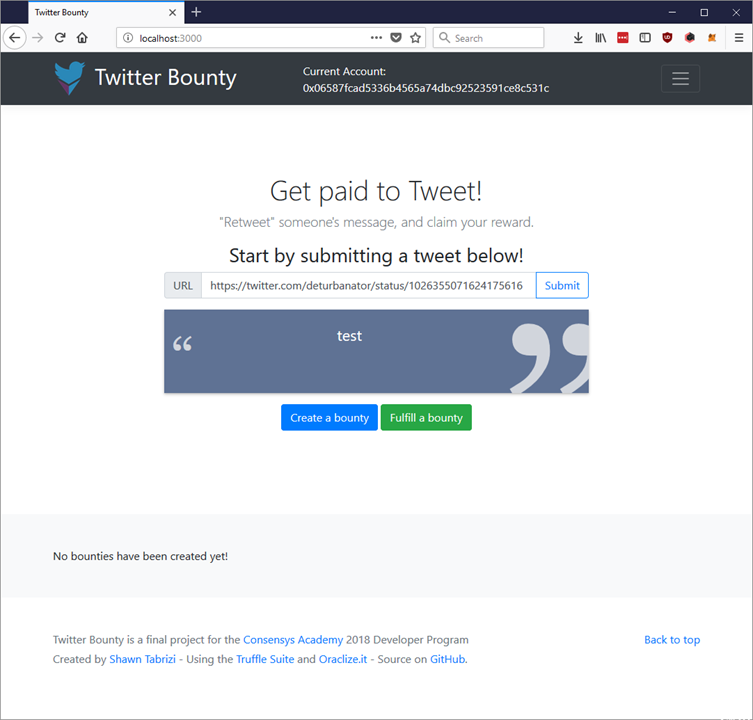 Twitter Bounty
localhost:3000
Search
Twitter Bounty
Current Account:
0x06587fcad5336b4565a74dbc92523591ce8c531c
Get paid to Tweet!
"Retweet" someone's message, and claim your reward.
Start by submitting a tweet below!
URL https://twitter.com/deturbanator/status/1026355071624175616 Submit
“ test ”
Create a bounty Fulfill a bounty
No bounties have been created yet!
Twitter Bounty is a final project for the Consensys Academy 2018 Developer Program
Back to top
Created by Shawn Tabrizi - Using the Truffle Suite and Oraclize.it - Source on GitHub.